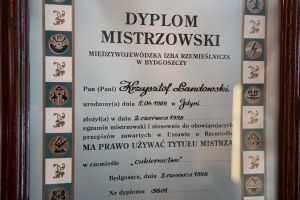 DYPLOM
MISTRZOWSKI
MIĘDZYWOJEWÓDZKA IZBA RZEMIEŚLNICZA
W BYDGOSZCZY
Pan (Pani) Krzysztof Landowski
urodzony(a) dnia 5.06.1969 w Gdyni
złożył(a) w dniu 2 czerwca 1998
egzamin mistrzowski i stosownie do obowiązujących
przepisów zawartych w Ustawie o Rzemiośle
MA PRAWO UŻYWAĆ TYTUŁU MISTRZA
w rzemiośle „cukiernictwo”
Bydgoszcz, dnia 2 czerwca 1998
Nr dyplomu 3601